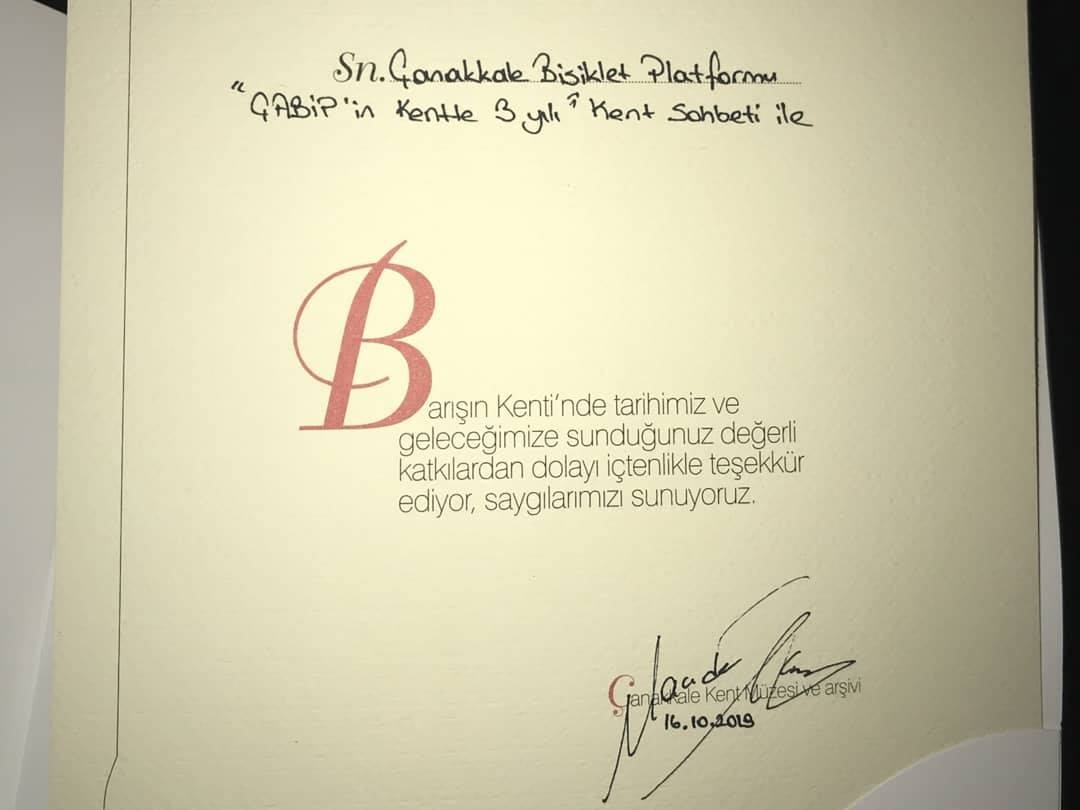 Sn. Çanakkale Bisiklet Platformu
"ÇABİP'in Kentte 3 yılı" Kent Sohbeti ile
Barışın Kenti'nde tarihimiz ve
geleceğimize sunduğunuz değerli
katkılardan dolayı içtenlikle teşekkür
ediyor, saygılarımızı sunuyoruz.
Çanakkale Kent Müzesi ve arşivi
16.10.2019